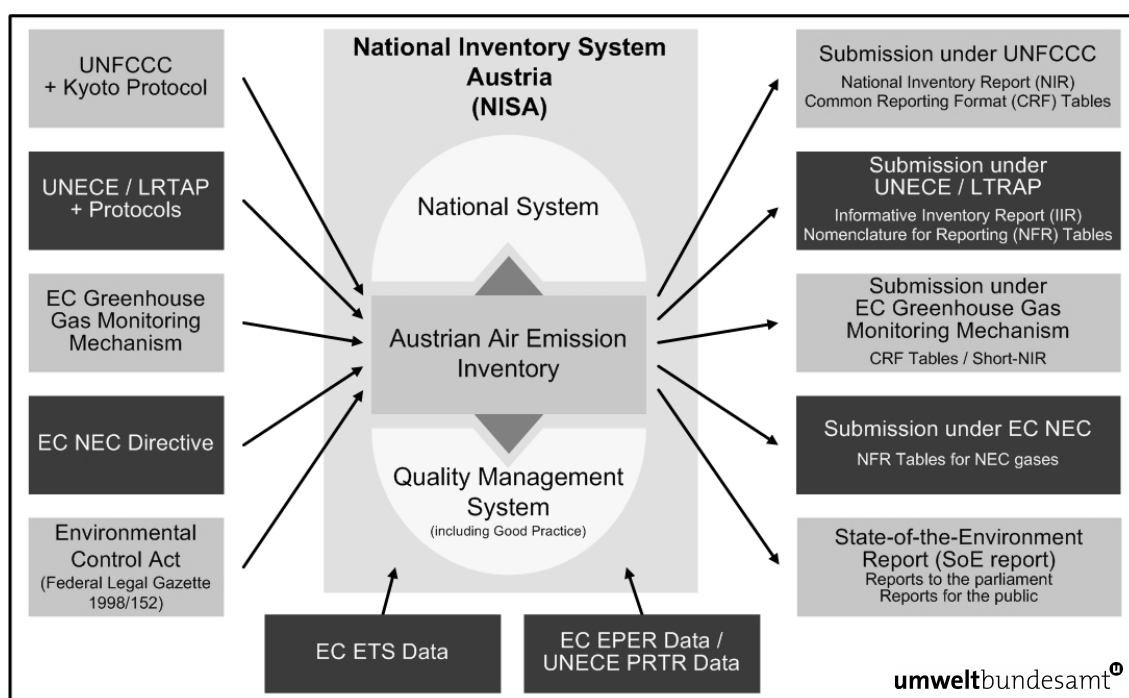 UNFCCC
+ Kyoto Protocol
UNECE / LRTAP
+ Protocols
EC Greenhouse
Gas Monitoring
Mechanism
EC NEC Directive
Environmental
Control Act
(Federal Legal Gazette
1998/152)
National Inventory System
Austria
(NISA)
National System
Austrian Air Emission
Inventory
Quality Management
System
(including Good Practice)
EC ETS Data
EC EPER Data /
UNECE PRTR Data
Submission under UNFCCC
National Inventory Report (NIR)
Common Reporting Format (CRF) Tables
Submission under
UNECE / LTRAP
Informative Inventory Report (IIR)
Nomenclature for Reporting (NFR) Tables
Submission under
EC Greenhouse Gas
Monitoring Mechanism
CRF Tables / Short-NIR
Submission under EC NEC
NFR Tables for NEC gases
State-of-the-Environment
Report (SoE report)
Reports to the parliament
Reports for the public
umweltbundesamt